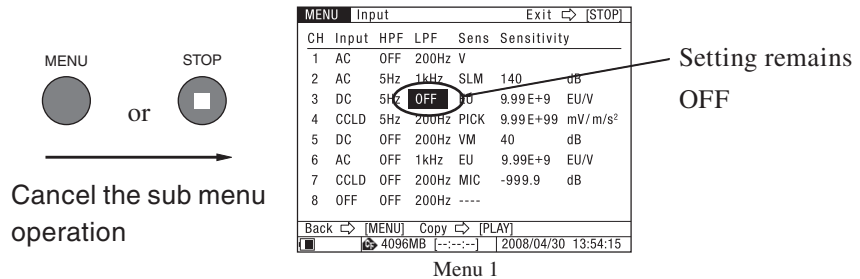 MENU
STOP
or
Cancel the sub menu
operation
MENU Input Exit ⇨ [STOP]
CH Input HPF LPF Sens Sensitivity
1 AC OFF 200Hz V
2 AC 5Hz 1kHz SLM 140 dB
3 DC 5Hz OFF EU 9.99E+9 EU/V
4 CCLD 5Hz 200Hz PICK 9.99E+99 mV/m/s²
5 DC OFF 200Hz VM 40 dB
6 AC OFF 1kHz EU 9.99E+9 EU/V
7 CCLD OFF 200Hz MIC -999.9 dB
8 OFF OFF 200Hz ----
Back ⇨ [MENU] Copy ⇨ [PLAY]
4096MB [--:--:--] 2008/04/30 13:54:15
Setting remains
OFF
Menu 1